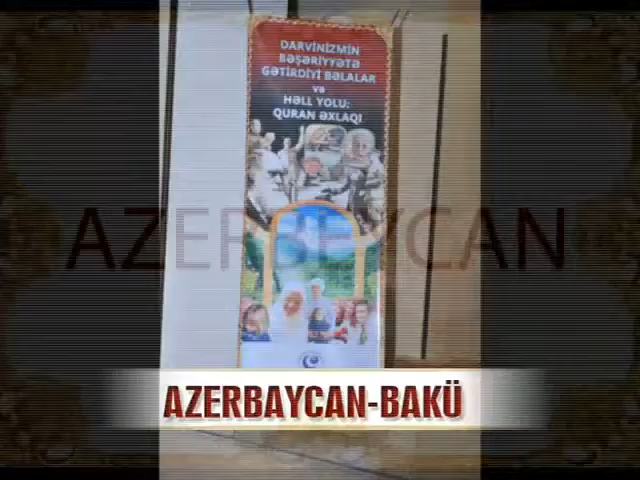 DARVİNİZMİN
BƏŞƏRİYYƏTƏ
GƏTİRDİYİ BƏLALAR
və
HƏLL YOLU:
QURAN ƏXLAQI
AZERBAYCAN
AZERBAYCAN-BAKÜ